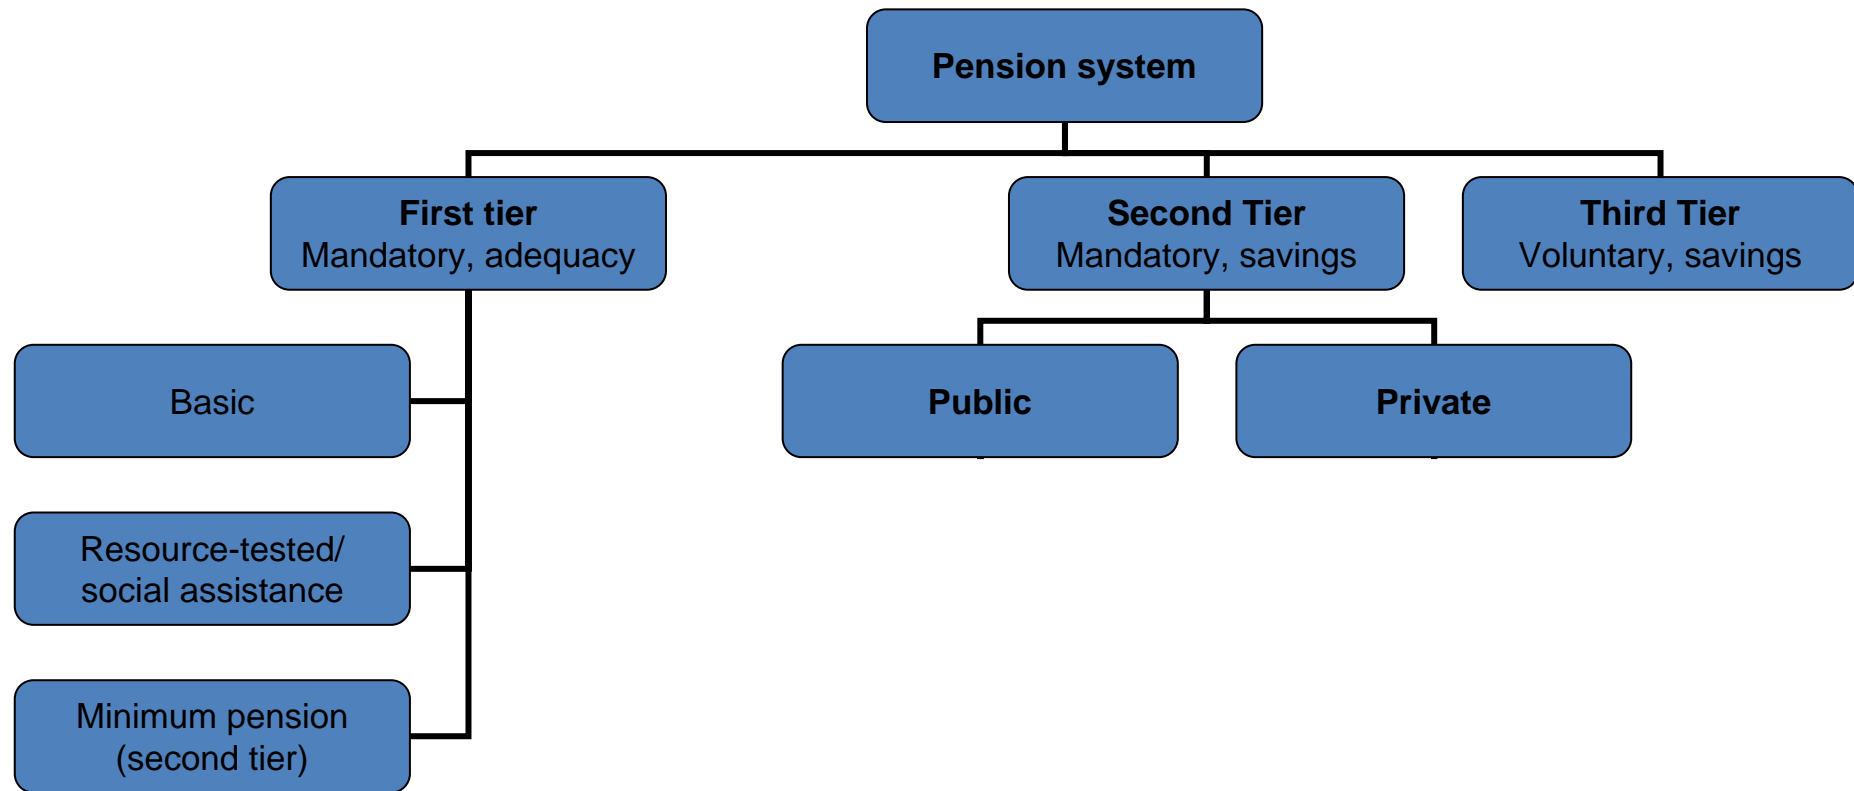 Pension system
First tier
Mandatory, adequacy
Second Tier
Mandatory, savings
Third Tier
Voluntary, savings
Basic
Public
Private
Resource-tested/
social assistance
Minimum pension
(second tier)